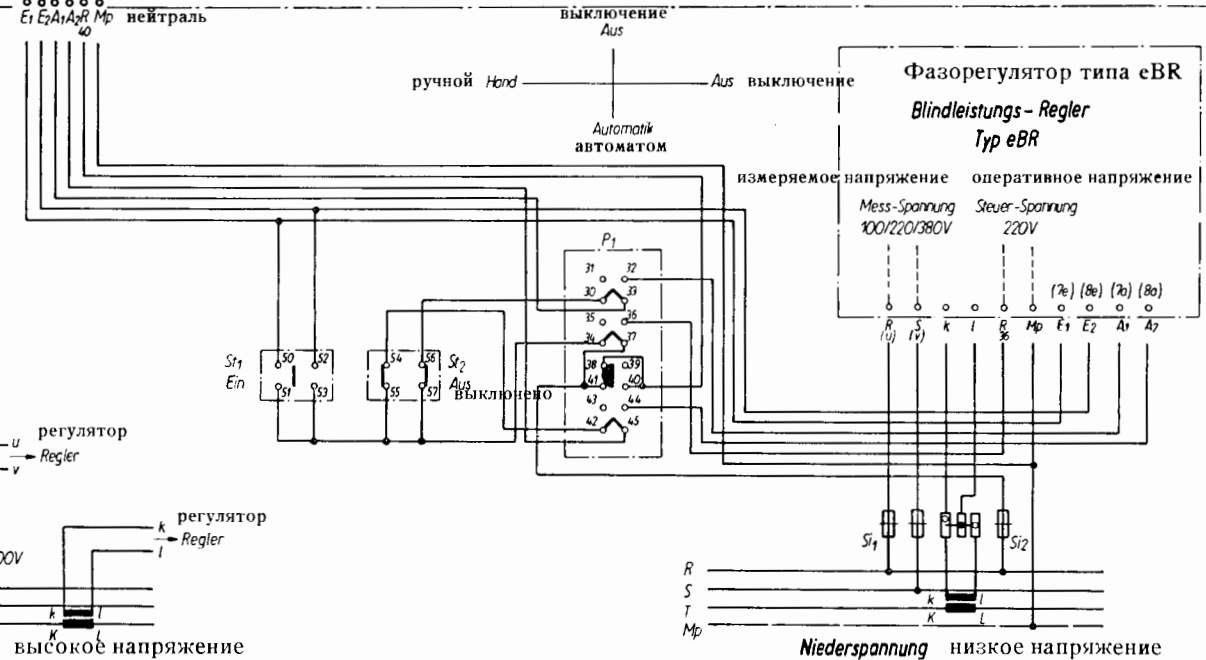 E1 E2 A1 A2 R Mp нейтраль
40
выключение
Aus
ручной Hand
Aus выключение
Automatik
автоматом
Фазорегулятор типа eBR
Blindleistungs - Regler
Typ eBR
измеряемое напряжение оперативное напряжение
Mess-Spannung Steuer-Spannung
100/220/380V 220V
(7e) (8e) (7a) (8a)
R S k l R Mp E1 E2 A1 A2
(u) (v) 36
P1
31 32
30 33
35 36
34 37
38 39
41 40
43 44
42 45
St1 50 52
Ein 51 53
54 56 St2
55 57 Aus
выключено
u регулятор
Regler
v
k регулятор
Regler
l
00V
k l
K L
высокое напряжение
Si1 Si2
R
S
T
Mp
k l
K L
Niederspannung низкое напряжение